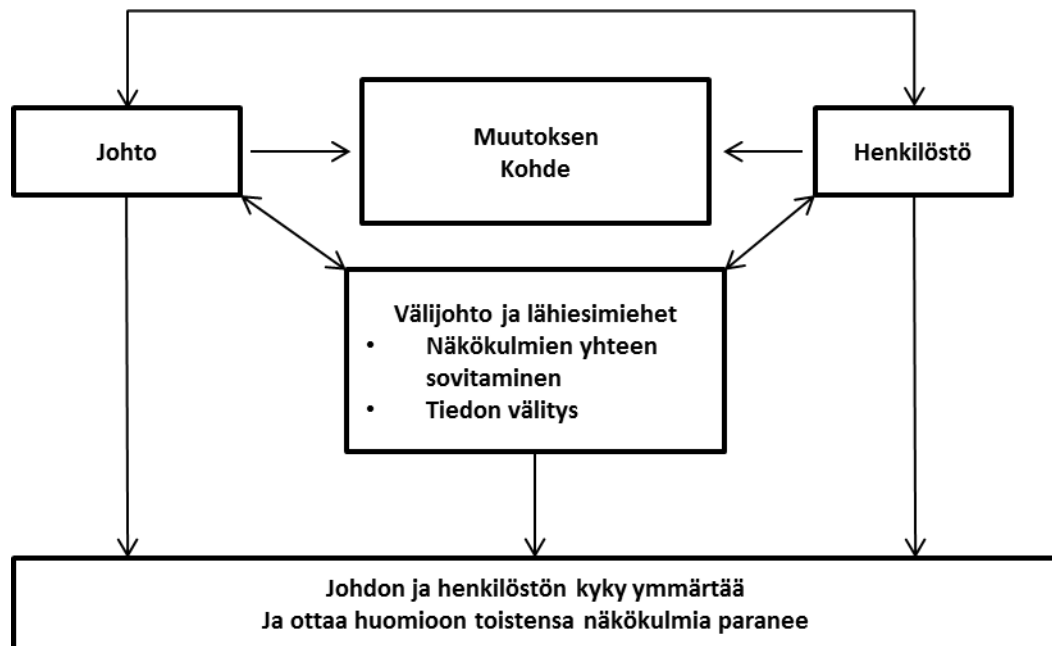 Johto
Muutoksen
Kohde
Henkilöstö
Välijohto ja lähiesimiehet
• Näkökulmien yhteen
sovitaminen
• Tiedon välitys
Johdon ja henkilöstön kyky ymmärtää
Ja ottaa huomioon toistensa näkökulmia paranee